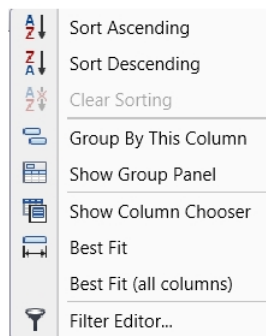 Sort Ascending
Sort Descending
Clear Sorting
Group By This Column
Show Group Panel
Show Column Chooser
Best Fit
Best Fit (all columns)
Filter Editor...